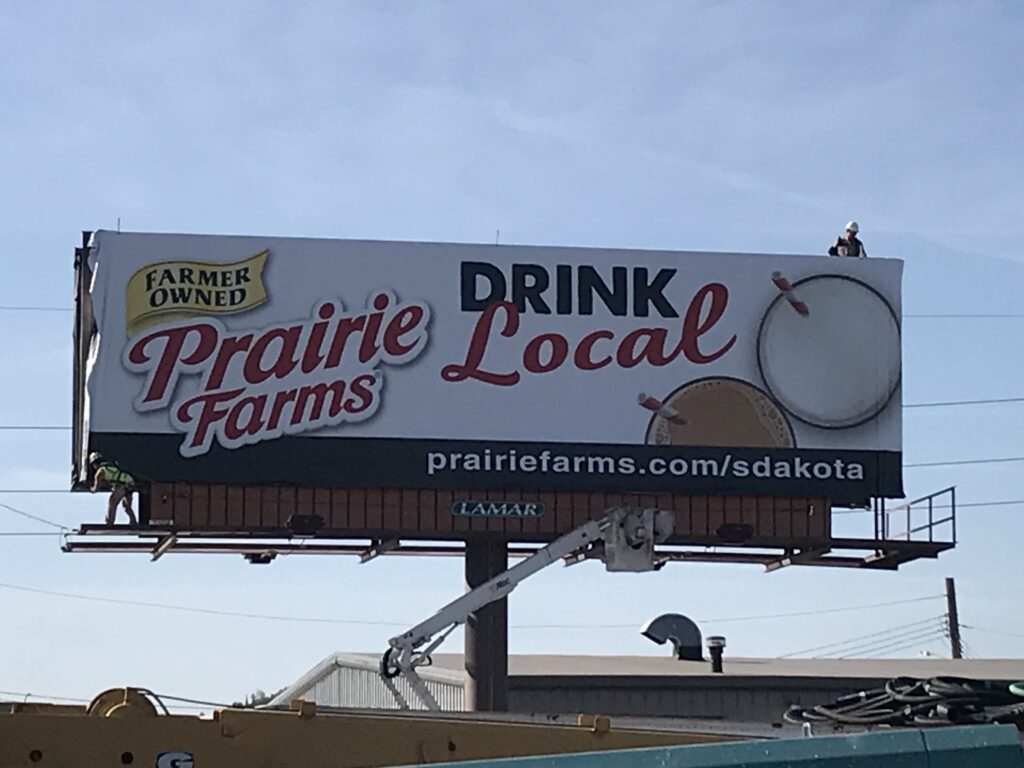 FARMER
OWNED
Prairie
Farms
DRINK
Local
prairiefarms.com/sdakota
LAMAR
G